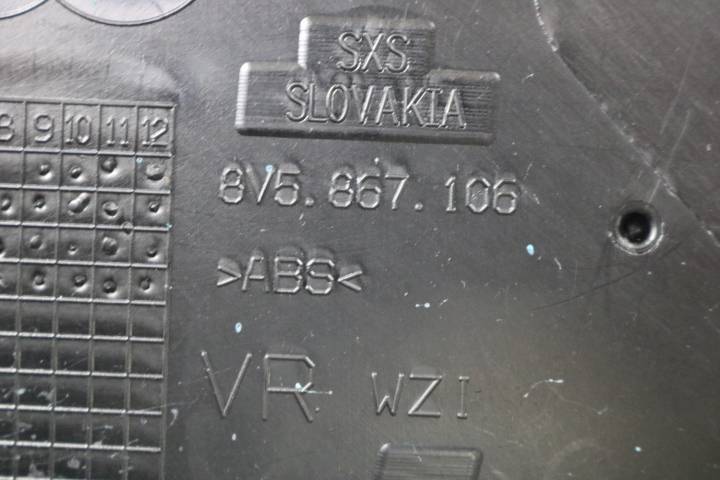 SXS
SLOVAKIA
8 9 10 11 12
8V5.867.106
>ABS<
VR WZI